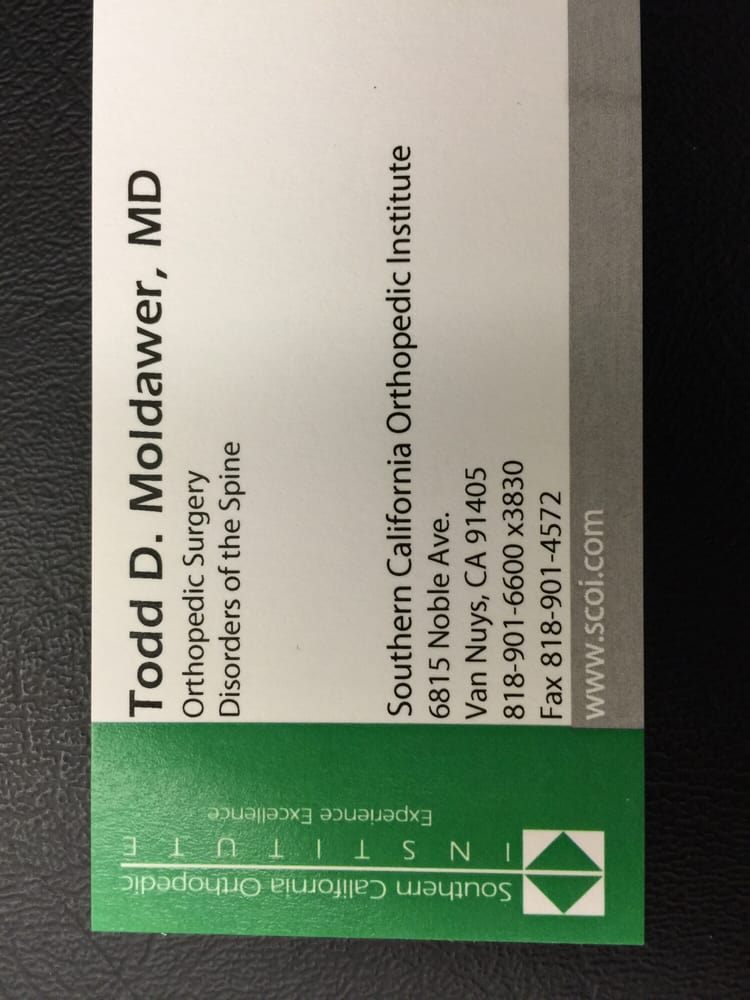 Todd D. Moldawer, MD
Orthopedic Surgery
Disorders of the Spine
Southern California Orthopedic Institute
6815 Noble Ave.
Van Nuys, CA 91405
818-901-6600 x3830
Fax 818-901-4572
www.scoi.com
Southern California Orthopedic
INSTITUTE
Experience Excellence